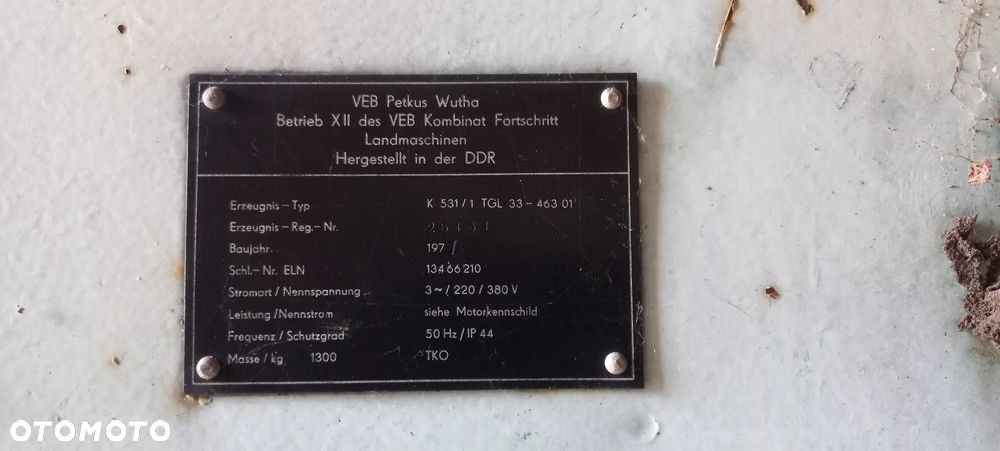 VEB Petkus Wutha
Betrieb XII des VEB Kombinat Fortschritt
Landmaschinen
Hergestellt in der DDR
Erzeugnis-Typ K 531/1 TGL 33-463 01
Erzeugnis-Reg.-Nr.
Baujahr 197
Schl.-Nr. ELN 134 66 210
Stromart/Nennspannung 3~/220/380 V
Leistung/Nennstrom siehe Motorkennschild
Frequenz/Schutzgrad 50 Hz/IP 44
Masse/kg 1300 TKO
OTOMOTO